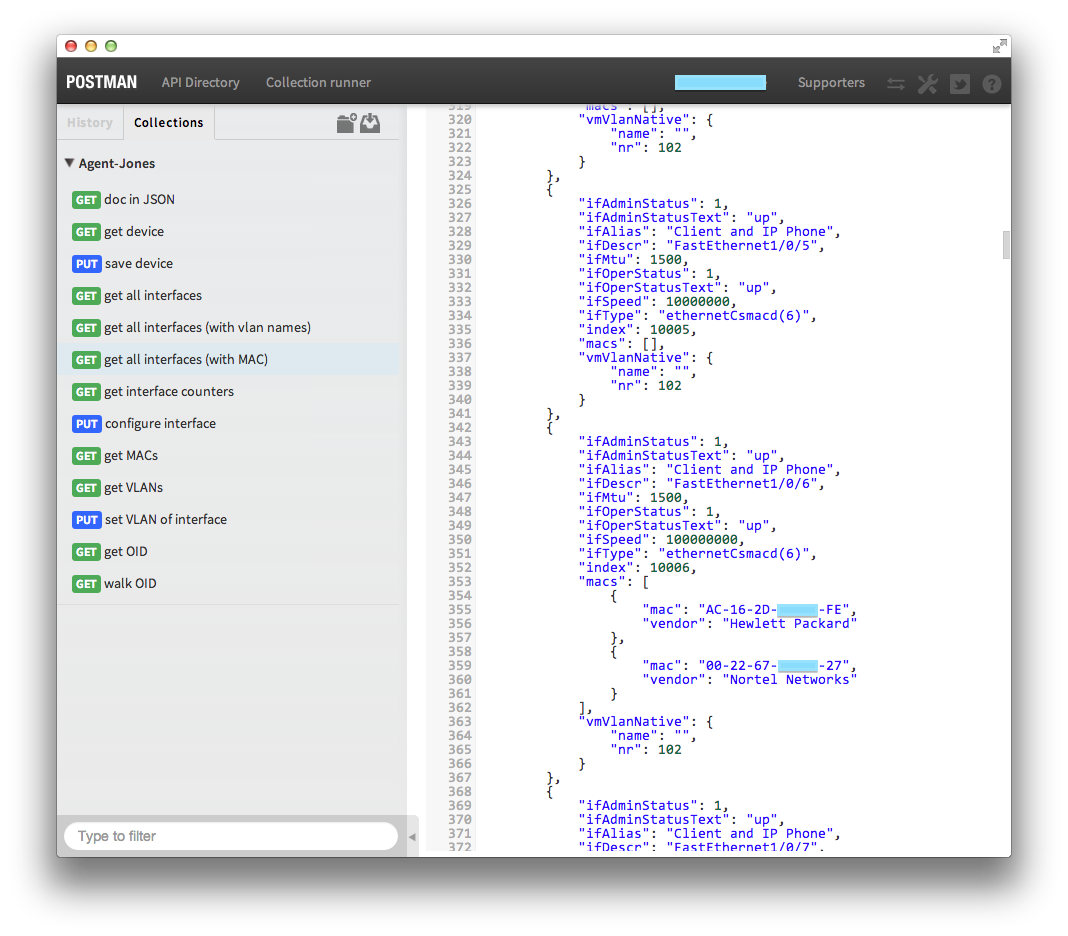 POSTMAN API Directory Collection runner Supporters
History Collections
Agent-Jones
GET doc in JSON
GET get device
PUT save device
GET get all interfaces
GET get all interfaces (with vlan names)
GET get all interfaces (with MAC)
GET get interface counters
PUT configure interface
GET get MACs
GET get VLANs
PUT set VLAN of interface
GET get OID
GET walk OID
Type to filter
319 "macs": [],
320 "vmVlanNative": {
321 "name": "",
322 "nr": 102
323 }
324 },
325 {
326 "ifAdminStatus": 1,
327 "ifAdminStatusText": "up",
328 "ifAlias": "Client and IP Phone",
329 "ifDescr": "FastEthernet1/0/5",
330 "ifMtu": 1500,
331 "ifOperStatus": 1,
332 "ifOperStatusText": "up",
333 "ifSpeed": 10000000,
334 "ifType": "ethernetCsmacd(6)",
335 "index": 10005,
336 "macs": [],
337 "vmVlanNative": {
338 "name": "",
339 "nr": 102
340 }
341 },
342 {
343 "ifAdminStatus": 1,
344 "ifAdminStatusText": "up",
345 "ifAlias": "Client and IP Phone",
346 "ifDescr": "FastEthernet1/0/6",
347 "ifMtu": 1500,
348 "ifOperStatus": 1,
349 "ifOperStatusText": "up",
350 "ifSpeed": 100000000,
351 "ifType": "ethernetCsmacd(6)",
352 "index": 10006,
353 "macs": [
354 {
355 "mac": "AC-16-2D- -FE",
356 "vendor": "Hewlett Packard"
357 },
358 {
359 "mac": "00-22-67- -27",
360 "vendor": "Nortel Networks"
361 }
362 ],
363 "vmVlanNative": {
364 "name": "",
365 "nr": 102
366 }
367 },
368 {
369 "ifAdminStatus": 1,
370 "ifAdminStatusText": "up",
371 "ifAlias": "Client and IP Phone",
372 "ifDescr": "FastEthernet1/0/7",